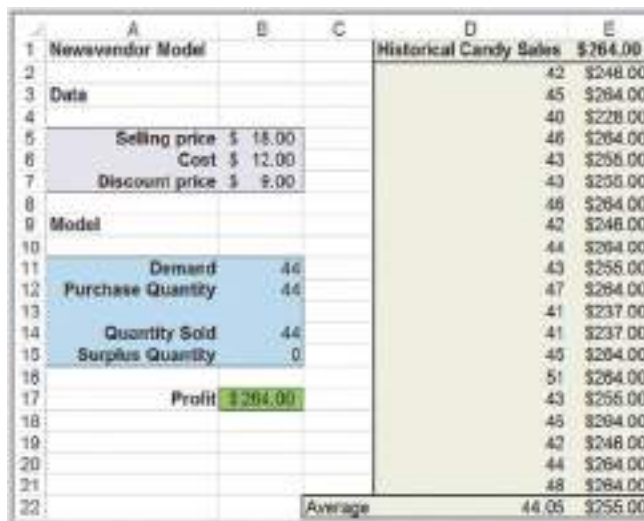 A B C D E
1 Newsvendor Model Historical Candy Sales $264.00
2 42 $246.00
3 Data 45 $264.00
4 40 $228.00
5 Selling price $ 18.00 46 $264.00
6 Cost $ 12.00 43 $255.00
7 Discount price $ 9.00 43 $255.00
8 46 $264.00
9 Model 42 $246.00
10 44 $264.00
11 Demand 44 43 $255.00
12 Purchase Quantity 44 47 $264.00
13 41 $237.00
14 Quantity Sold 44 41 $237.00
15 Surplus Quantity 0 45 $264.00
16 51 $264.00
17 Profit $264.00 43 $255.00
18 45 $264.00
19 42 $246.00
20 44 $264.00
21 48 $264.00
22 Average 44.05 $255.00